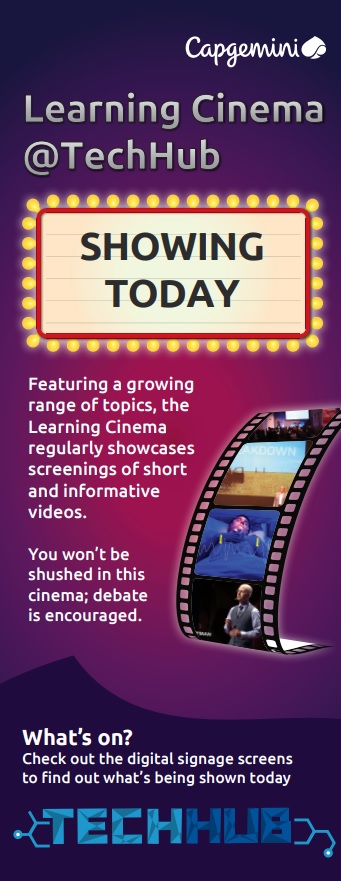 Capgemini
Learning Cinema
@TechHub
SHOWING
TODAY
Featuring a growing
range of topics, the
Learning Cinema
regularly showcases
screenings of short
and informative
videos.
You won't be
shushed in this
cinema; debate
is encouraged.
AKDOWN
What's on?
Check out the digital signage screens
to find out what's being shown today
TECHHUB